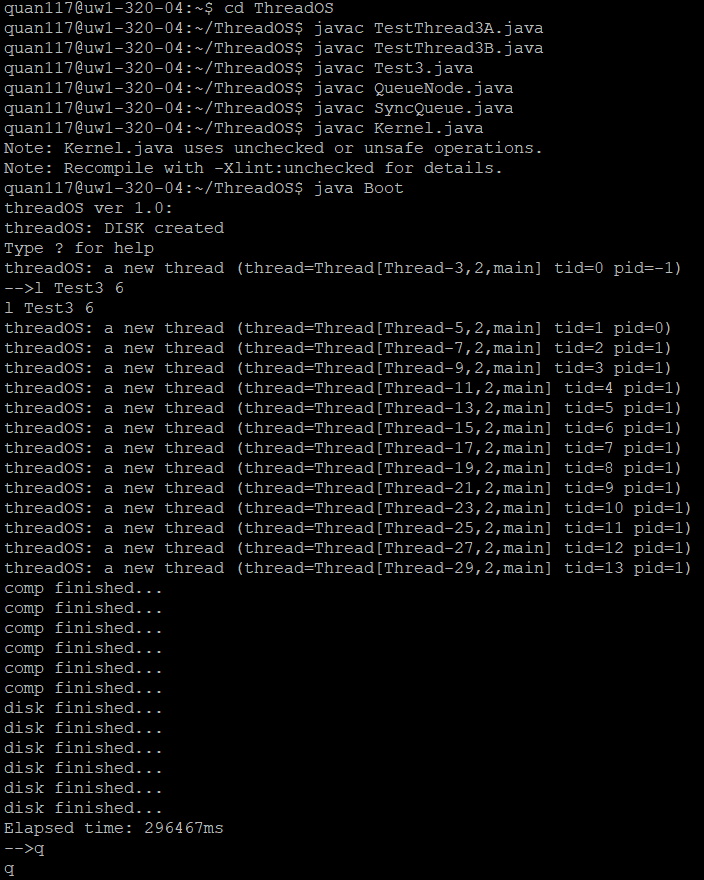 quan117@uw1-320-04:~$ cd ThreadOS
quan117@uw1-320-04:~/ThreadOS$ javac TestThread3A.java
quan117@uw1-320-04:~/ThreadOS$ javac TestThread3B.java
quan117@uw1-320-04:~/ThreadOS$ javac Test3.java
quan117@uw1-320-04:~/ThreadOS$ javac QueueNode.java
quan117@uw1-320-04:~/ThreadOS$ javac SyncQueue.java
quan117@uw1-320-04:~/ThreadOS$ javac Kernel.java
Note: Kernel.java uses unchecked or unsafe operations.
Note: Recompile with -Xlint:unchecked for details.
quan117@uw1-320-04:~/ThreadOS$ java Boot
threadOS ver 1.0:
threadOS: DISK created
Type ? for help
threadOS: a new thread (thread=Thread[Thread-3,2,main] tid=0 pid=-1)
-->l Test3 6
l Test3 6
threadOS: a new thread (thread=Thread[Thread-5,2,main] tid=1 pid=0)
threadOS: a new thread (thread=Thread[Thread-7,2,main] tid=2 pid=1)
threadOS: a new thread (thread=Thread[Thread-9,2,main] tid=3 pid=1)
threadOS: a new thread (thread=Thread[Thread-11,2,main] tid=4 pid=1)
threadOS: a new thread (thread=Thread[Thread-13,2,main] tid=5 pid=1)
threadOS: a new thread (thread=Thread[Thread-15,2,main] tid=6 pid=1)
threadOS: a new thread (thread=Thread[Thread-17,2,main] tid=7 pid=1)
threadOS: a new thread (thread=Thread[Thread-19,2,main] tid=8 pid=1)
threadOS: a new thread (thread=Thread[Thread-21,2,main] tid=9 pid=1)
threadOS: a new thread (thread=Thread[Thread-23,2,main] tid=10 pid=1)
threadOS: a new thread (thread=Thread[Thread-25,2,main] tid=11 pid=1)
threadOS: a new thread (thread=Thread[Thread-27,2,main] tid=12 pid=1)
threadOS: a new thread (thread=Thread[Thread-29,2,main] tid=13 pid=1)
comp finished...
comp finished...
comp finished...
comp finished...
comp finished...
comp finished...
disk finished...
disk finished...
disk finished...
disk finished...
disk finished...
disk finished...
Elapsed time: 296467ms
-->q
q